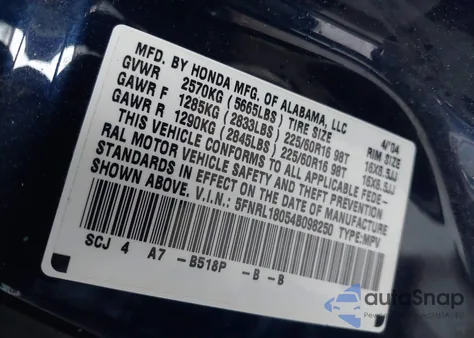 MFD. BY HONDA MFG. OF ALABAMA, LLC 4/'04
GVWR 2570KG (5665LBS) TIRE SIZE RIM SIZE
GAWR F 1285KG (2833LBS) 225/60R16 98T 16X6.5JJ
GAWR R 1290KG (2845LBS) 225/60R16 98T 16X6.5JJ
THIS VEHICLE CONFORMS TO ALL APPLICABLE FEDE-
RAL MOTOR VEHICLE SAFETY AND THEFT PREVENTION
STANDARDS IN EFFECT ON THE DATE OF MANUFACTURE
SHOWN ABOVE. V.I.N.: 5FNRL18054B098250 TYPE:MPV
SCJ 4 A7 -B518P -B -B
autoSnap